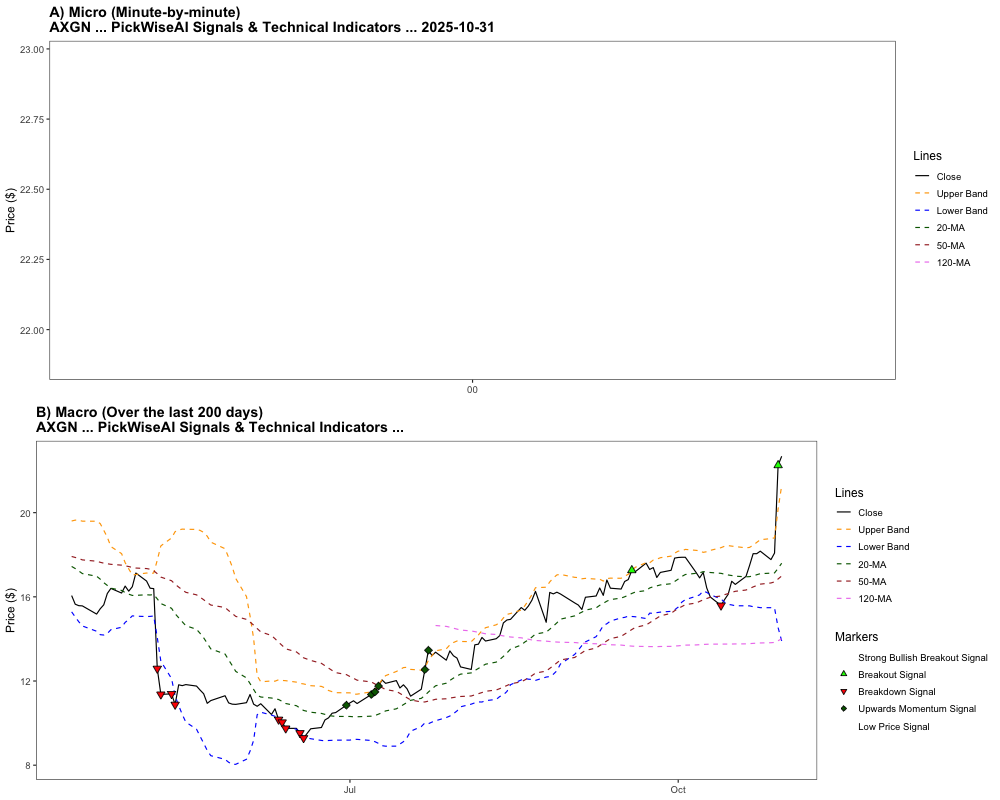 A) Micro (Minute-by-minute)
AXGN ... PickWiseAI Signals & Technical Indicators ... 2025-10-31
Price ($)
23.00
22.75
22.50
22.25
22.00
00
Lines
Close
Upper Band
Lower Band
20-MA
50-MA
120-MA
B) Macro (Over the last 200 days)
AXGN ... PickWiseAI Signals & Technical Indicators ...
Price ($)
20
16
12
8
Jul
Oct
Lines
Close
Upper Band
Lower Band
20-MA
50-MA
120-MA
Markers
Strong Bullish Breakout Signal
Breakout Signal
Breakdown Signal
Upwards Momentum Signal
Low Price Signal